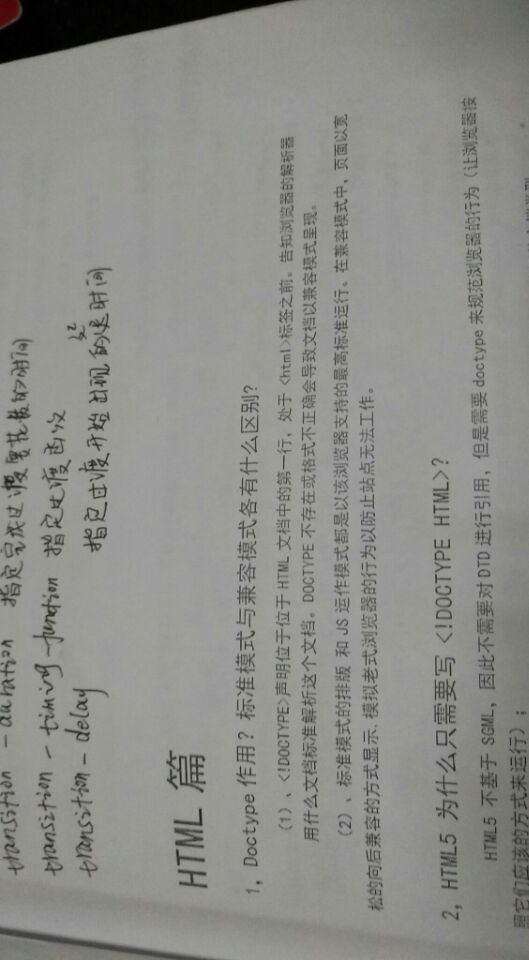 transition - duration 指定完成过渡需花费的时间
transition - timing - function 指定过渡函数
transition - delay 指定过渡开始出现的延迟时间
HTML 篇
1, Doctype 作用？标准模式与兼容模式各有什么区别？
（1）、<!DOCTYPE>声明位于位于 HTML 文档中的第一行，处于 <html>标签之前。告知浏览器的解析器
用什么文档标准解析这个文档。DOCTYPE 不存在或格式不正确会导致文档以兼容模式呈现。
（2）、标准模式的排版 和 JS 运作模式都是以该浏览器支持的最高标准运行。在兼容模式中，页面以宽
松的向后兼容的方式显示,模拟老式浏览器的行为以防止站点无法工作。
2, HTML5 为什么只需要写 <!DOCTYPE HTML>？
HTML5 不基于 SGML，因此不需要对 DTD 进行引用，但是需要 doctype 来规范浏览器的行为（让浏览器按
照它们应该的方式来运行）；